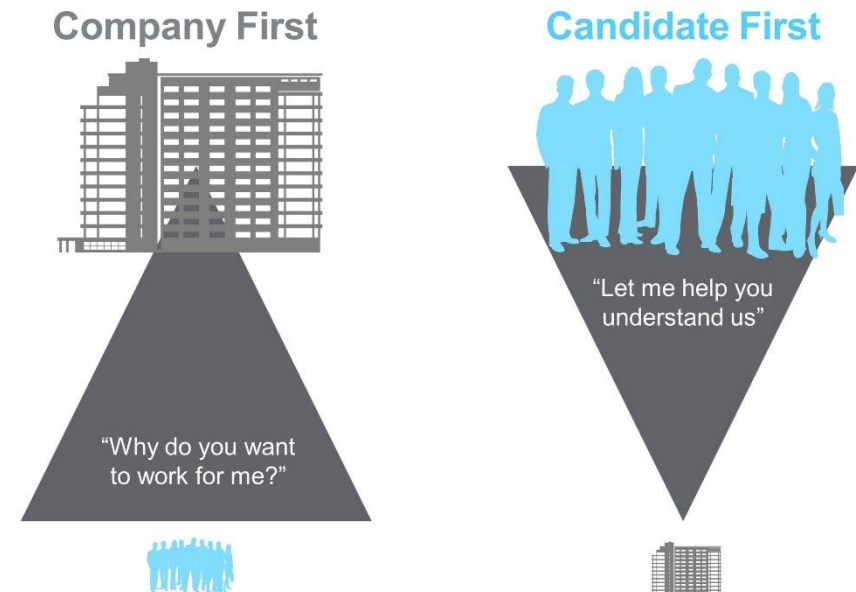 Company First
Candidate First
“Why do you want
to work for me?”
“Let me help you
understand us”